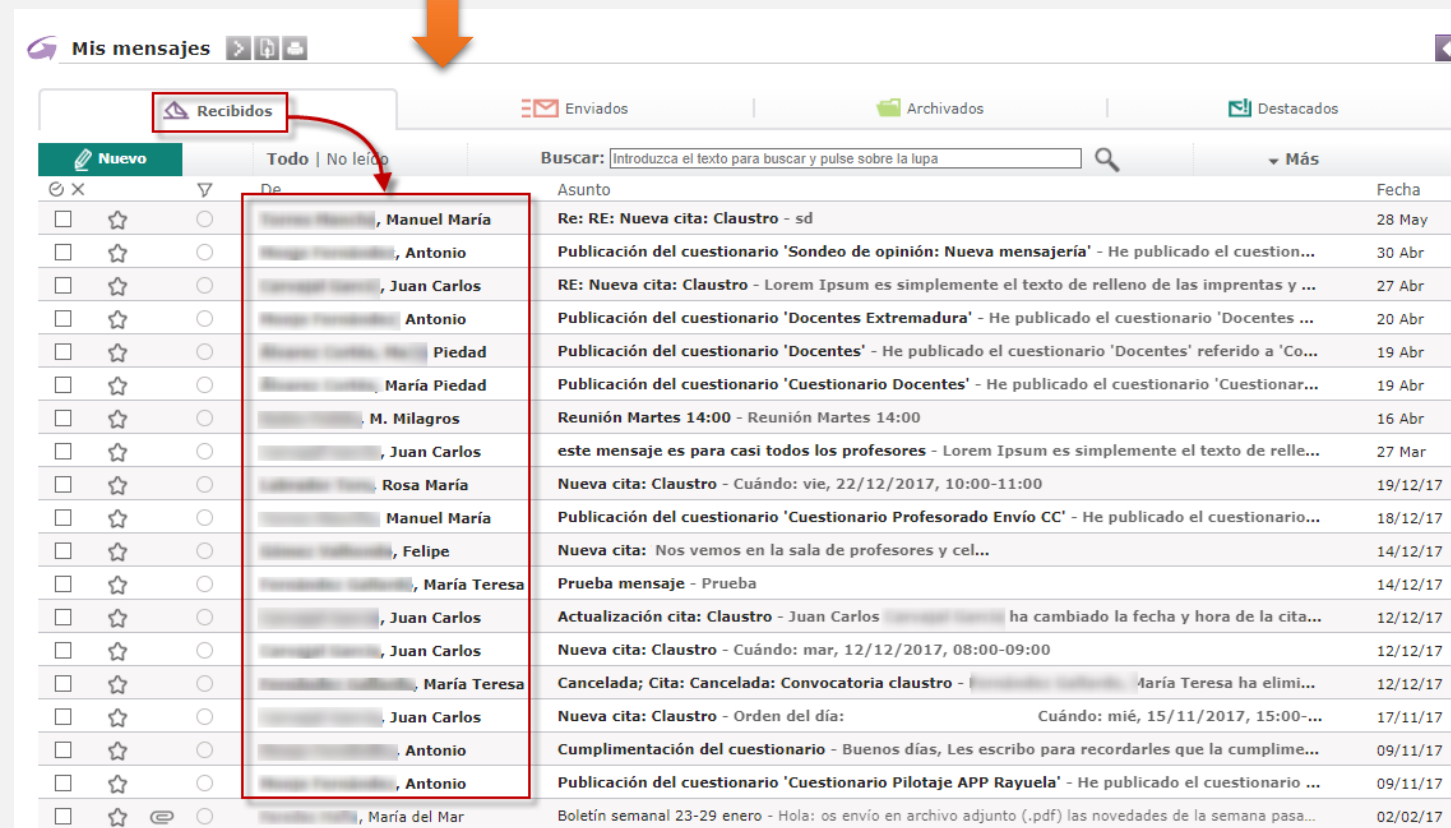 Mis mensajes
Recibidos Enviados Archivados Destacados
Nuevo Todo | No leído Buscar: Introduzca el texto para buscar y pulse sobre la lupa Más
De Asunto Fecha
, Manuel María Re: RE: Nueva cita: Claustro - sd 28 May
, Antonio Publicación del cuestionario 'Sondeo de opinión: Nueva mensajería' - He publicado el cuestion... 30 Abr
, Juan Carlos RE: Nueva cita: Claustro - Lorem Ipsum es simplemente el texto de relleno de las imprentas y ... 27 Abr
Antonio Publicación del cuestionario 'Docentes Extremadura' - He publicado el cuestionario 'Docentes ... 20 Abr
Piedad Publicación del cuestionario 'Docentes' - He publicado el cuestionario 'Docentes' referido a 'Co... 19 Abr
María Piedad Publicación del cuestionario 'Cuestionario Docentes' - He publicado el cuestionario 'Cuestionar... 19 Abr
, M. Milagros Reunión Martes 14:00 - Reunión Martes 14:00 16 Abr
, Juan Carlos este mensaje es para casi todos los profesores - Lorem Ipsum es simplemente el texto de relle... 27 Mar
, Rosa María Nueva cita: Claustro - Cuándo: vie, 22/12/2017, 10:00-11:00 19/12/17
Manuel María Publicación del cuestionario 'Cuestionario Profesorado Envío CC' - He publicado el cuestionario... 18/12/17
, Felipe Nueva cita: Nos vemos en la sala de profesores y cel... 14/12/17
, María Teresa Prueba mensaje - Prueba 14/12/17
, Juan Carlos Actualización cita: Claustro - Juan Carlos ha cambiado la fecha y hora de la cita... 12/12/17
, Juan Carlos Nueva cita: Claustro - Cuándo: mar, 12/12/2017, 08:00-09:00 12/12/17
, María Teresa Cancelada; Cita: Cancelada: Convocatoria claustro - María Teresa ha elimi... 12/12/17
, Juan Carlos Nueva cita: Claustro - Orden del día: Cuándo: mié, 15/11/2017, 15:00-... 17/11/17
, Antonio Cumplimentación del cuestionario - Buenos días, Les escribo para recordarles que la cumplime... 09/11/17
, Antonio Publicación del cuestionario 'Cuestionario Pilotaje APP Rayuela' - He publicado el cuestionario ... 09/11/17
, María del Mar Boletín semanal 23-29 enero - Hola: os envío en archivo adjunto (.pdf) las novedades de la semana pasa... 02/02/17